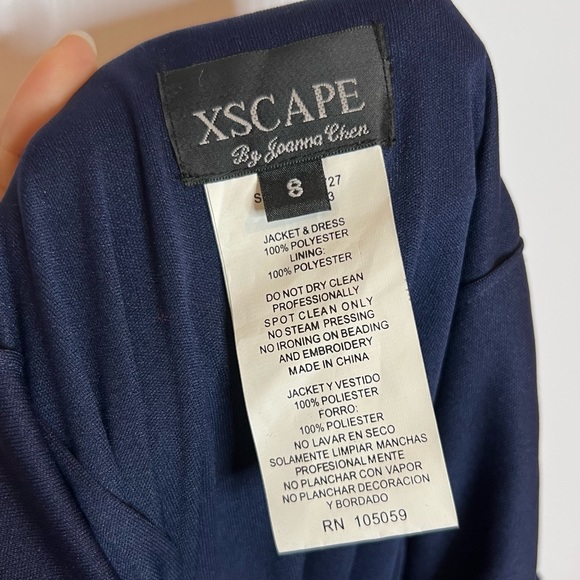 XSCAPE
By Joanna Chen
8
JACKET & DRESS
100% POLYESTER
LINING:
100% POLYESTER
DO NOT DRY CLEAN
PROFESSIONALLY
SPOT CLEAN ONLY
NO STEAM PRESSING
NO IRONING ON BEADING
AND EMBROIDERY
MADE IN CHINA
JACKET Y VESTIDO
100% POLIESTER
FORRO:
100% POLIESTER
NO LAVAR EN SECO
SOLAMENTE LIMPIAR MANCHAS
PROFESIONALMENTE
NO PLANCHAR CON VAPOR
NO PLANCHAR DECORACION
Y BORDADO
RN 105059